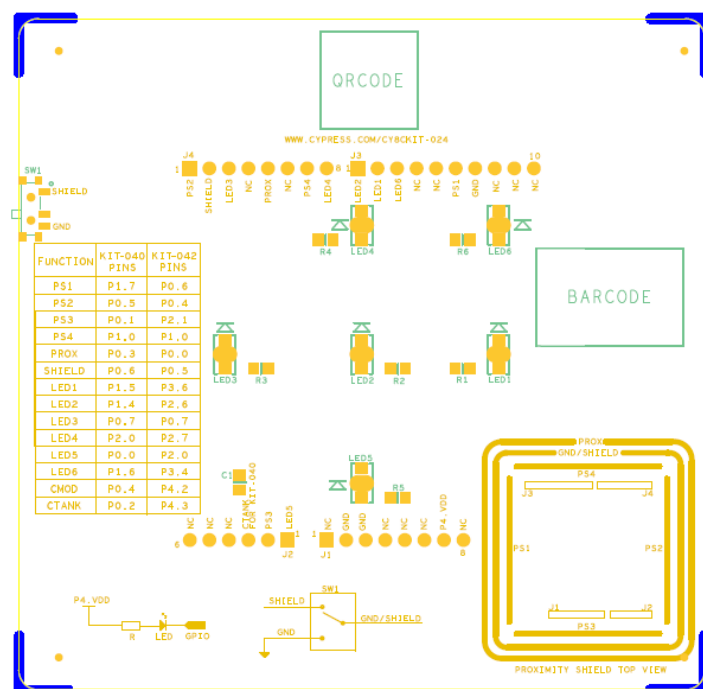 QRCODE
WWW.CYPRESS.COM/CY8CKIT-024
J4
J3
1
8
1
10
PS2
SHIELD
LED3
NC
PROX
NC
PS4
LED4
LED2
LED1
LED6
NC
NC
PS1
GND
NC
NC
NC
SW1
SHIELD
GND
R4
LED4
R6
LED6
FUNCTION KIT-040 PINS KIT-042 PINS
PS1 P1.7 P0.6
PS2 P0.5 P0.4
PS3 P0.1 P2.1
PS4 P1.0 P1.0
PROX P0.3 P0.0
SHIELD P0.6 P0.5
LED1 P1.5 P3.6
LED2 P1.4 P2.6
LED3 P0.7 P0.7
LED4 P2.0 P2.7
LED5 P0.0 P2.0
LED6 P1.6 P3.4
CMOD P0.4 P4.2
CTANK P0.2 P4.3
BARCODE
LED3
R3
LED2
R2
R1
LED1
LED5
C1
R5
NC
NC
NC
CTANK
FOR KIT-040
PS3
LED5
NC
GND
GND
NC
NC
NC
P4.VDD
NC
6
J2
1
1
J1
8
PROX
GND/SHIELD
PS4
J3
J4
PS1
PS2
J1
J2
PS3
PROXIMITY SHIELD TOP VIEW
P4.VDD
R
LED
GPIO
SW1
SHIELD
GND/SHIELD
GND